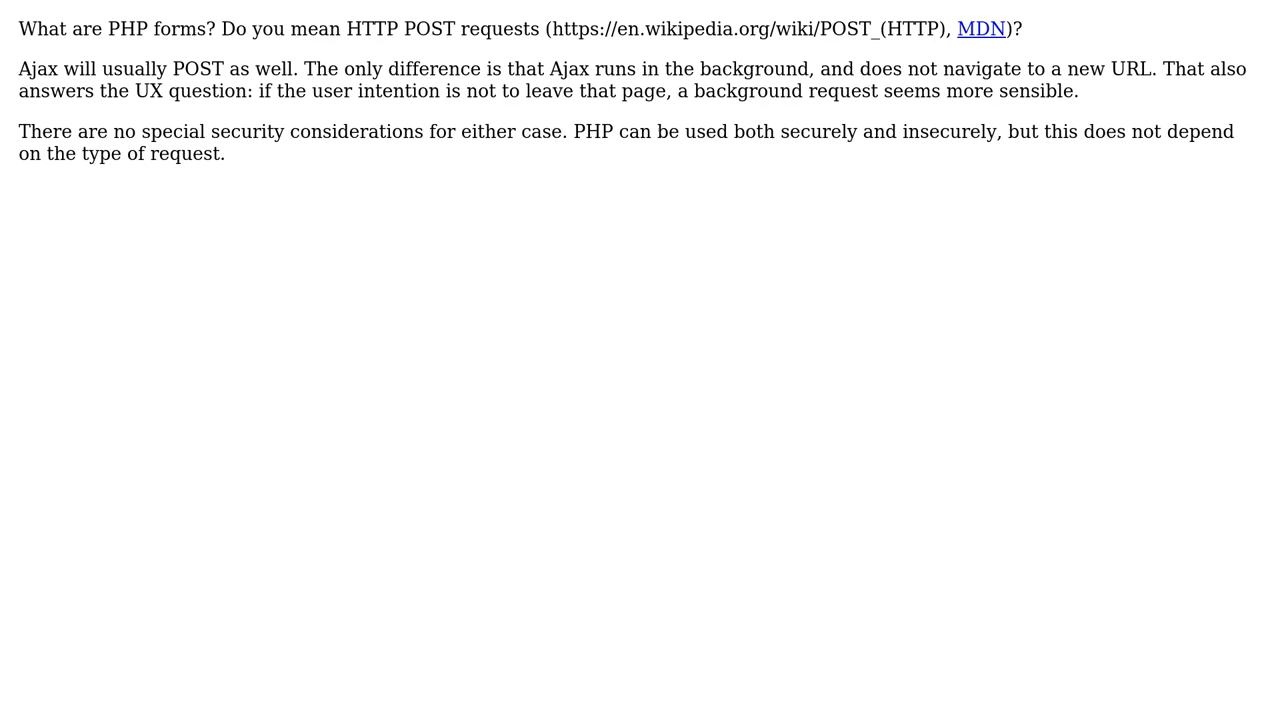 What are PHP forms? Do you mean HTTP POST requests (https://en.wikipedia.org/wiki/POST_(HTTP), MDN)?
Ajax will usually POST as well. The only difference is that Ajax runs in the background, and does not navigate to a new URL. That also
answers the UX question: if the user intention is not to leave that page, a background request seems more sensible.
There are no special security considerations for either case. PHP can be used both securely and insecurely, but this does not depend
on the type of request.